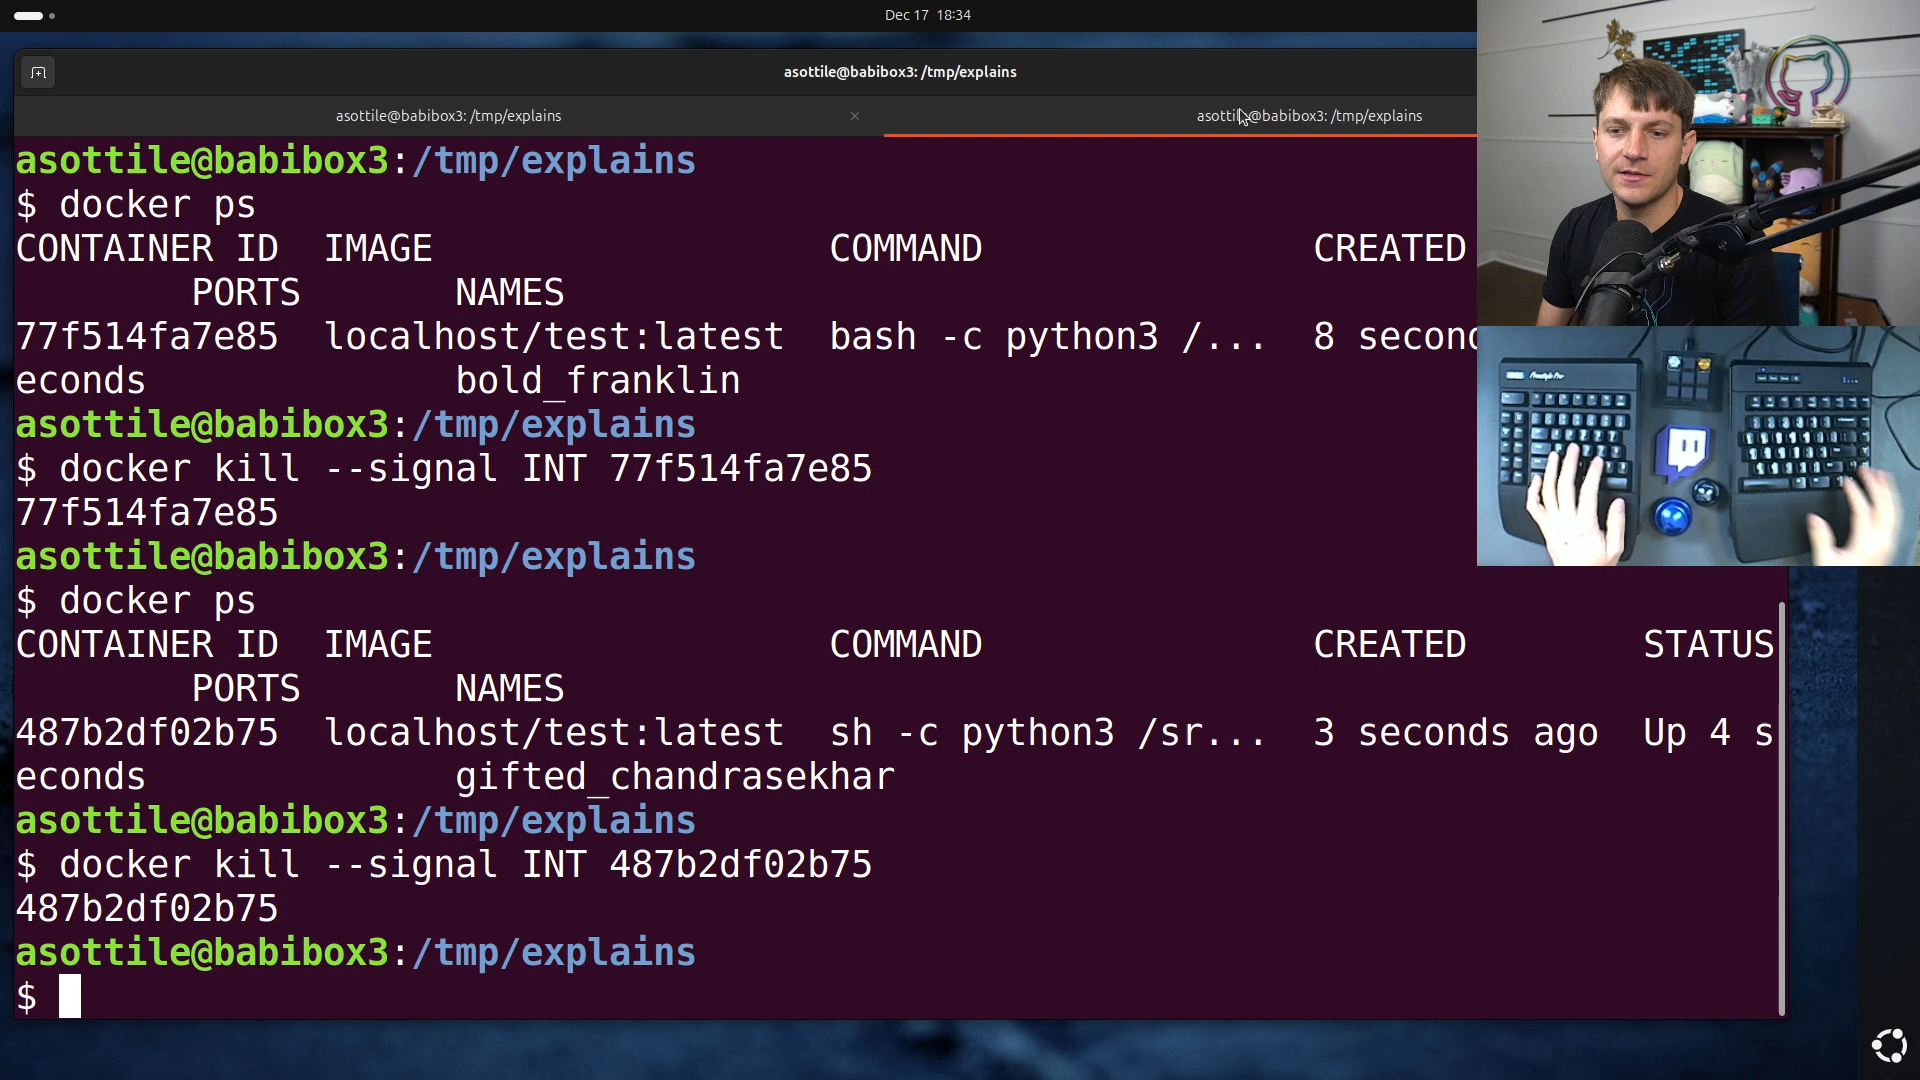 Dec 17 18:34
asottile@babibox3: /tmp/explains
asottile@babibox3: /tmp/explains ×
asottile@babibox3: /tmp/explains
asottile@babibox3:/tmp/explains
$ docker ps
CONTAINER ID IMAGE COMMAND CREATED
PORTS NAMES
77f514fa7e85 localhost/test:latest bash -c python3 /... 8 second
econds bold_franklin
asottile@babibox3:/tmp/explains
$ docker kill --signal INT 77f514fa7e85
77f514fa7e85
asottile@babibox3:/tmp/explains
$ docker ps
CONTAINER ID IMAGE COMMAND CREATED STATUS
PORTS NAMES
487b2df02b75 localhost/test:latest sh -c python3 /sr... 3 seconds ago Up 4 s
econds gifted_chandrasekhar
asottile@babibox3:/tmp/explains
$ docker kill --signal INT 487b2df02b75
487b2df02b75
asottile@babibox3:/tmp/explains
$
Freestyle Pro